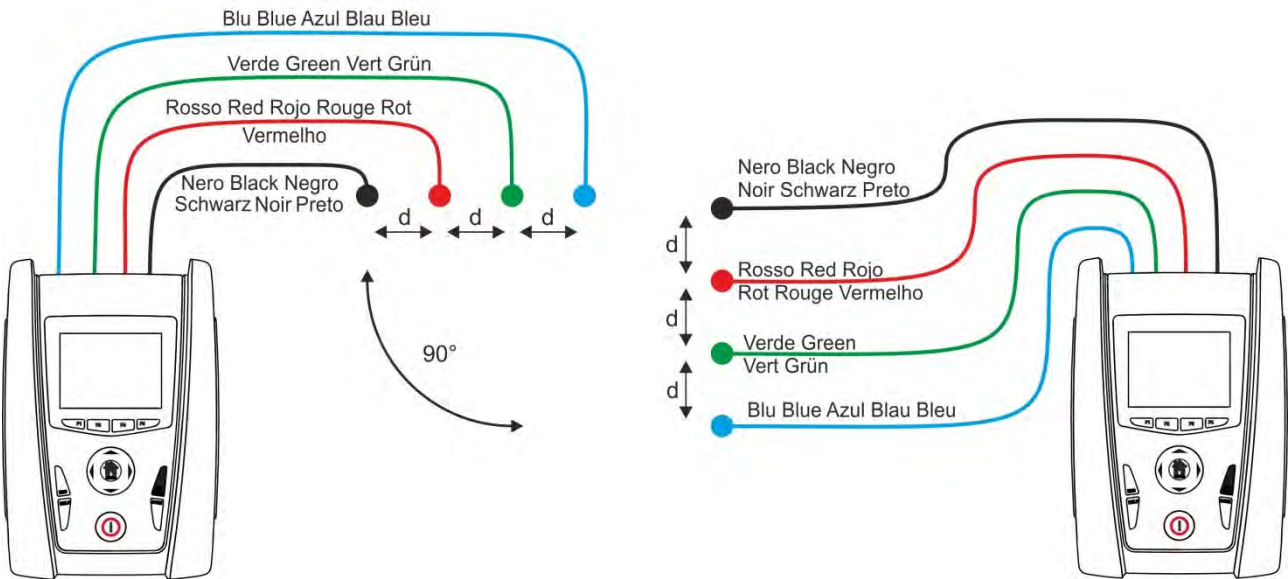 Blu Blue Azul Blau Bleu
Verde Green Vert Grün
Rosso Red Rojo Rouge Rot
Vermelho
Nero Black Negro
Schwarz Noir Preto
d
d
d
90°
Nero Black Negro
Noir Schwarz Preto
d
Rosso Red Rojo
Rot Rouge Vermelho
d
Verde Green
Vert Grün
d
Blu Blue Azul Blau Bleu